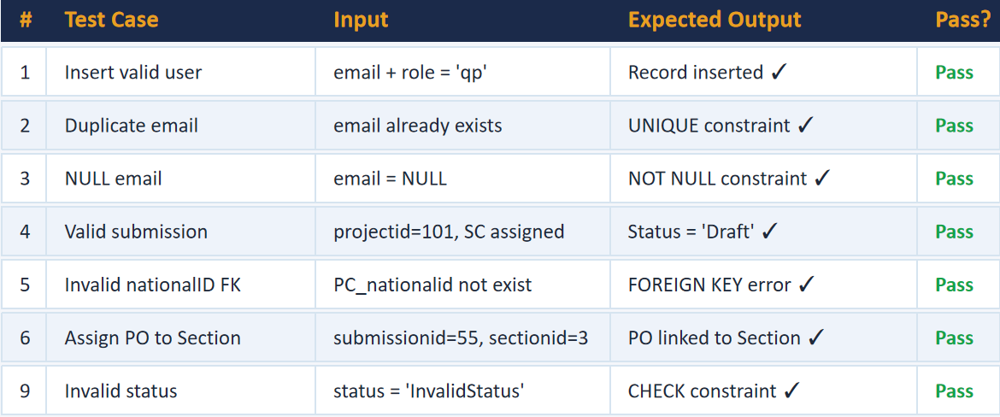 # Test Case Input Expected Output Pass?
1 Insert valid user email + role = 'qp' Record inserted ✓ Pass
2 Duplicate email email already exists UNIQUE constraint ✓ Pass
3 NULL email email = NULL NOT NULL constraint ✓ Pass
4 Valid submission projectid=101, SC assigned Status = 'Draft' ✓ Pass
5 Invalid nationalID FK PC_nationalid not exist FOREIGN KEY error ✓ Pass
6 Assign PO to Section submissionid=55, sectionid=3 PO linked to Section ✓ Pass
9 Invalid status status = 'InvalidStatus' CHECK constraint ✓ Pass